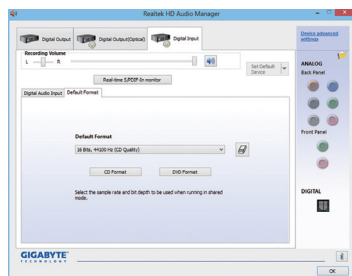 Realtek HD Audio Manager
Digital Output
Digital Output(Optical)
Digital Input
Device advanced settings
Recording Volume
L
R
Set Default Device
Real-time S/PDIF-In monitor
ANALOG
Back Panel
Digital Audio Input
Default Format
Default Format
16 Bits, 44100 Hz (CD Quality)
CD Format
DVD Format
Select the sample rate and bit depth to be used when running in shared
mode.
Front Panel
DIGITAL
GIGABYTE
TECHNOLOGY
OK